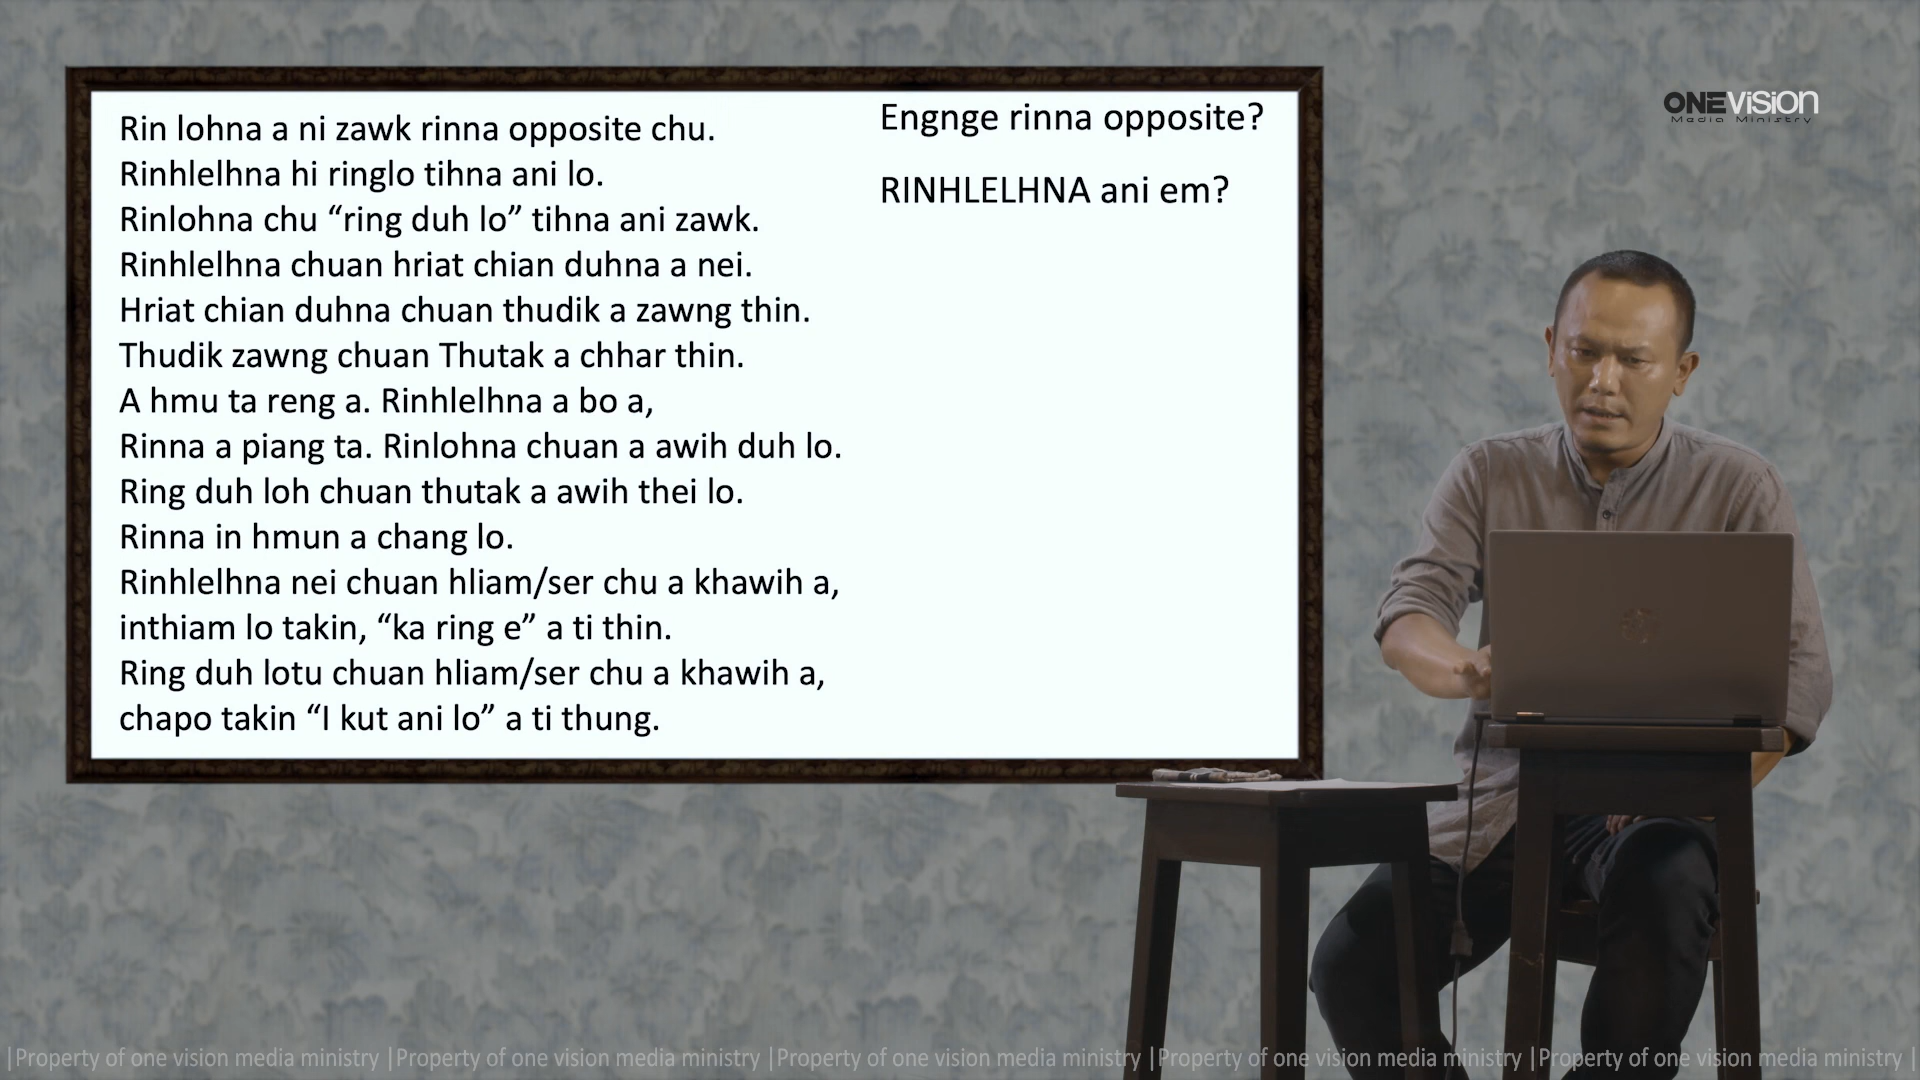 Rin lohna a ni zawk rinna opposite chu.
Rinhlelhna hi ringlo tihna ani lo.
Rinlohna chu “ring duh lo” tihna ani zawk.
Rinhlelhna chuan hriat chian duhna a nei.
Hriat chian duhna chuan thudik a zawng thin.
Thudik zawng chuan Thutak a chhar thin.
A hmu ta reng a. Rinhlelhna a bo a,
Rinna a piang ta. Rinlohna chuan a awih duh lo.
Ring duh loh chuan thutak a awih thei lo.
Rinna in hmun a chang lo.
Rinhlelhna nei chuan hliam/ser chu a khawih a,
inthiam lo takin, “ka ring e” a ti thin.
Ring duh lotu chuan hliam/ser chu a khawih a,
chapo takin “I kut ani lo” a ti thung.
Engnge rinna opposite?
RINHLELHNA ani em?
ONEVISION
Media Ministry
|Property of one vision media ministry |Property of one vision media ministry |Property of one vision media ministry |Property of one vision media ministry |Property of one vision media ministry |